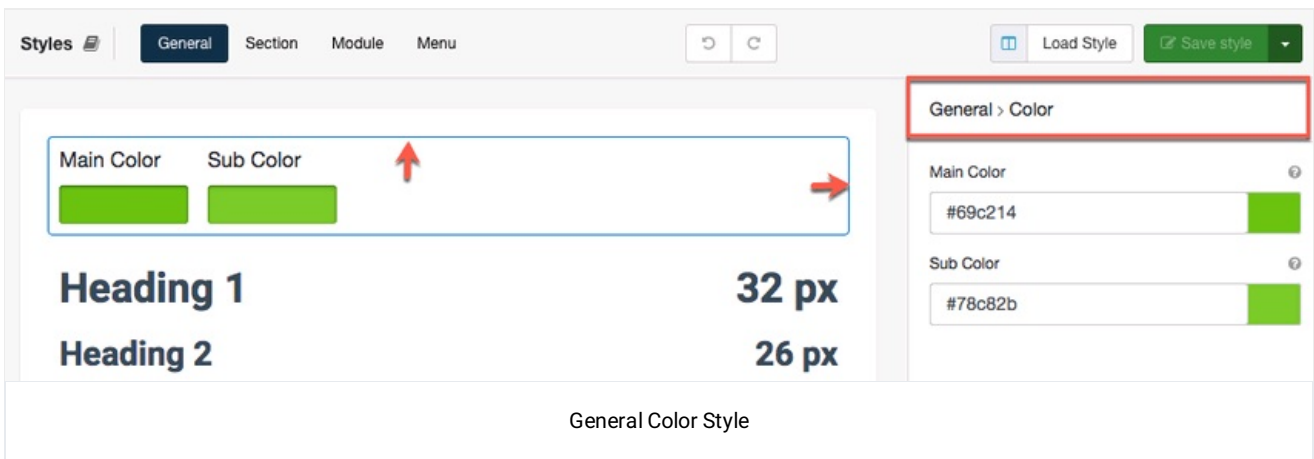 Styles General Section Module Menu Load Style Save style
General > Color
Main Color Sub Color
Main Color
#69c214
Sub Color
#78c82b
Heading 1 32 px
Heading 2 26 px
General Color Style